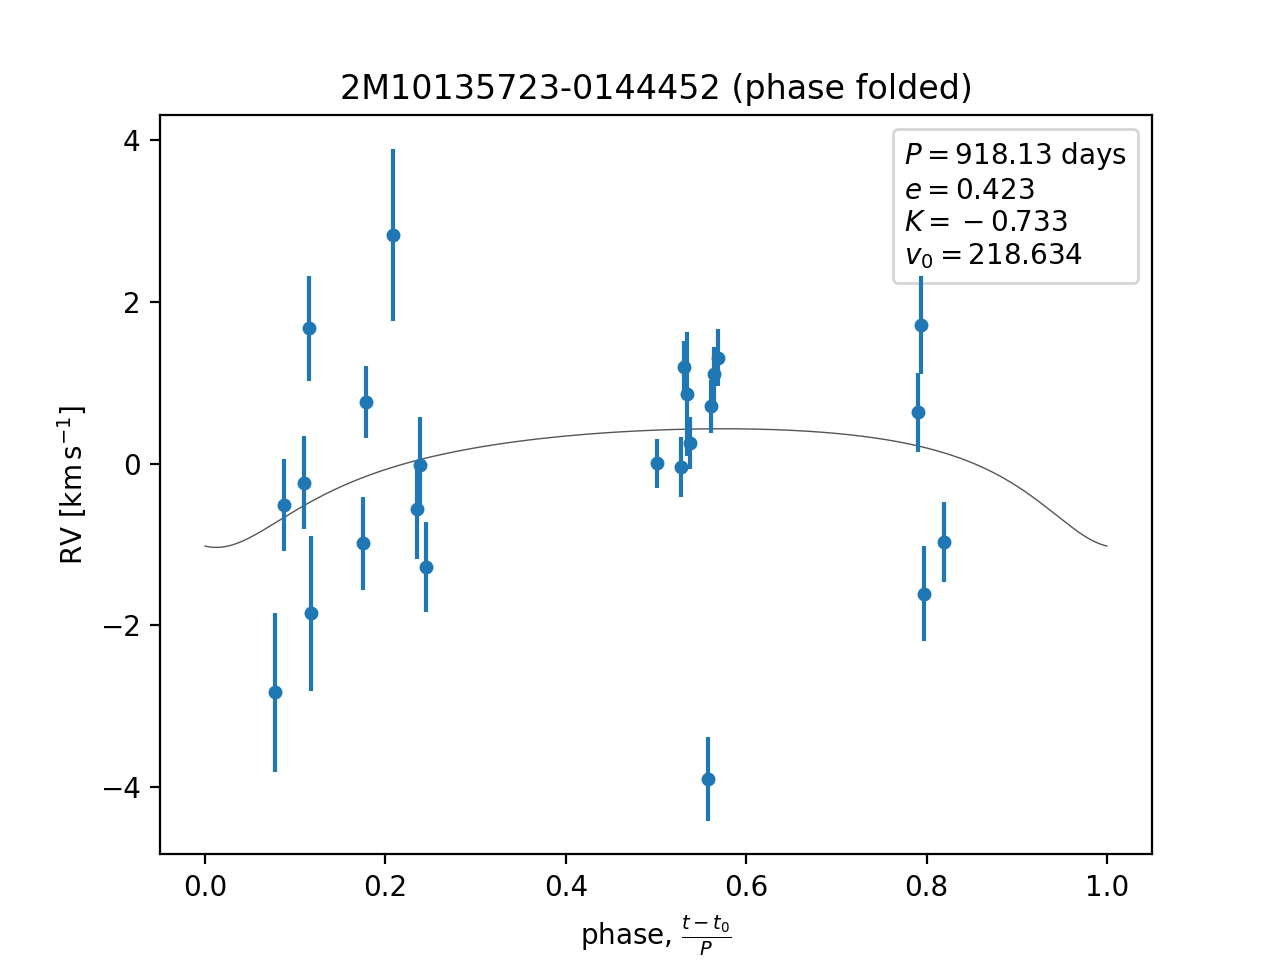 2M10135723-0144452 (phase folded)
P = 918.13 days
e = 0.423
K = −0.733
v₀ = 218.634
4
2
0
−2
−4
RV [km s⁻¹]
0.0 0.2 0.4 0.6 0.8 1.0
phase, (t − t₀)/P